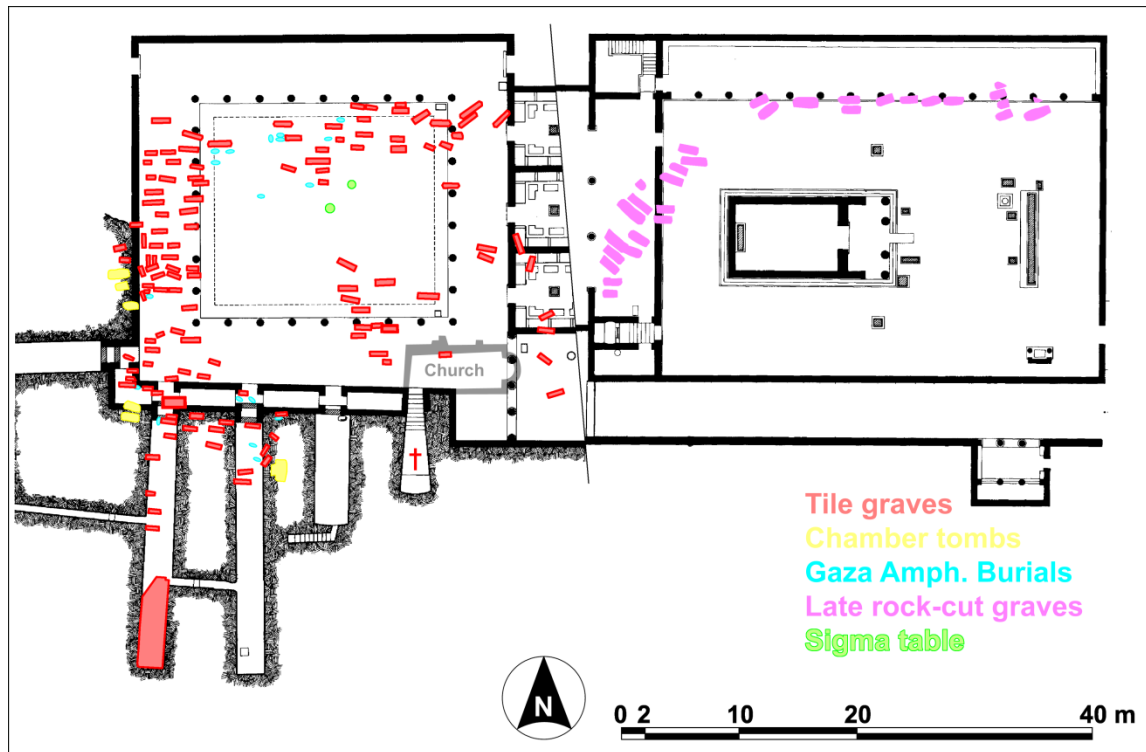 Church
Tile graves
Chamber tombs
Gaza Amph. Burials
Late rock-cut graves
Sigma table
N
0 2 10 20 40 m